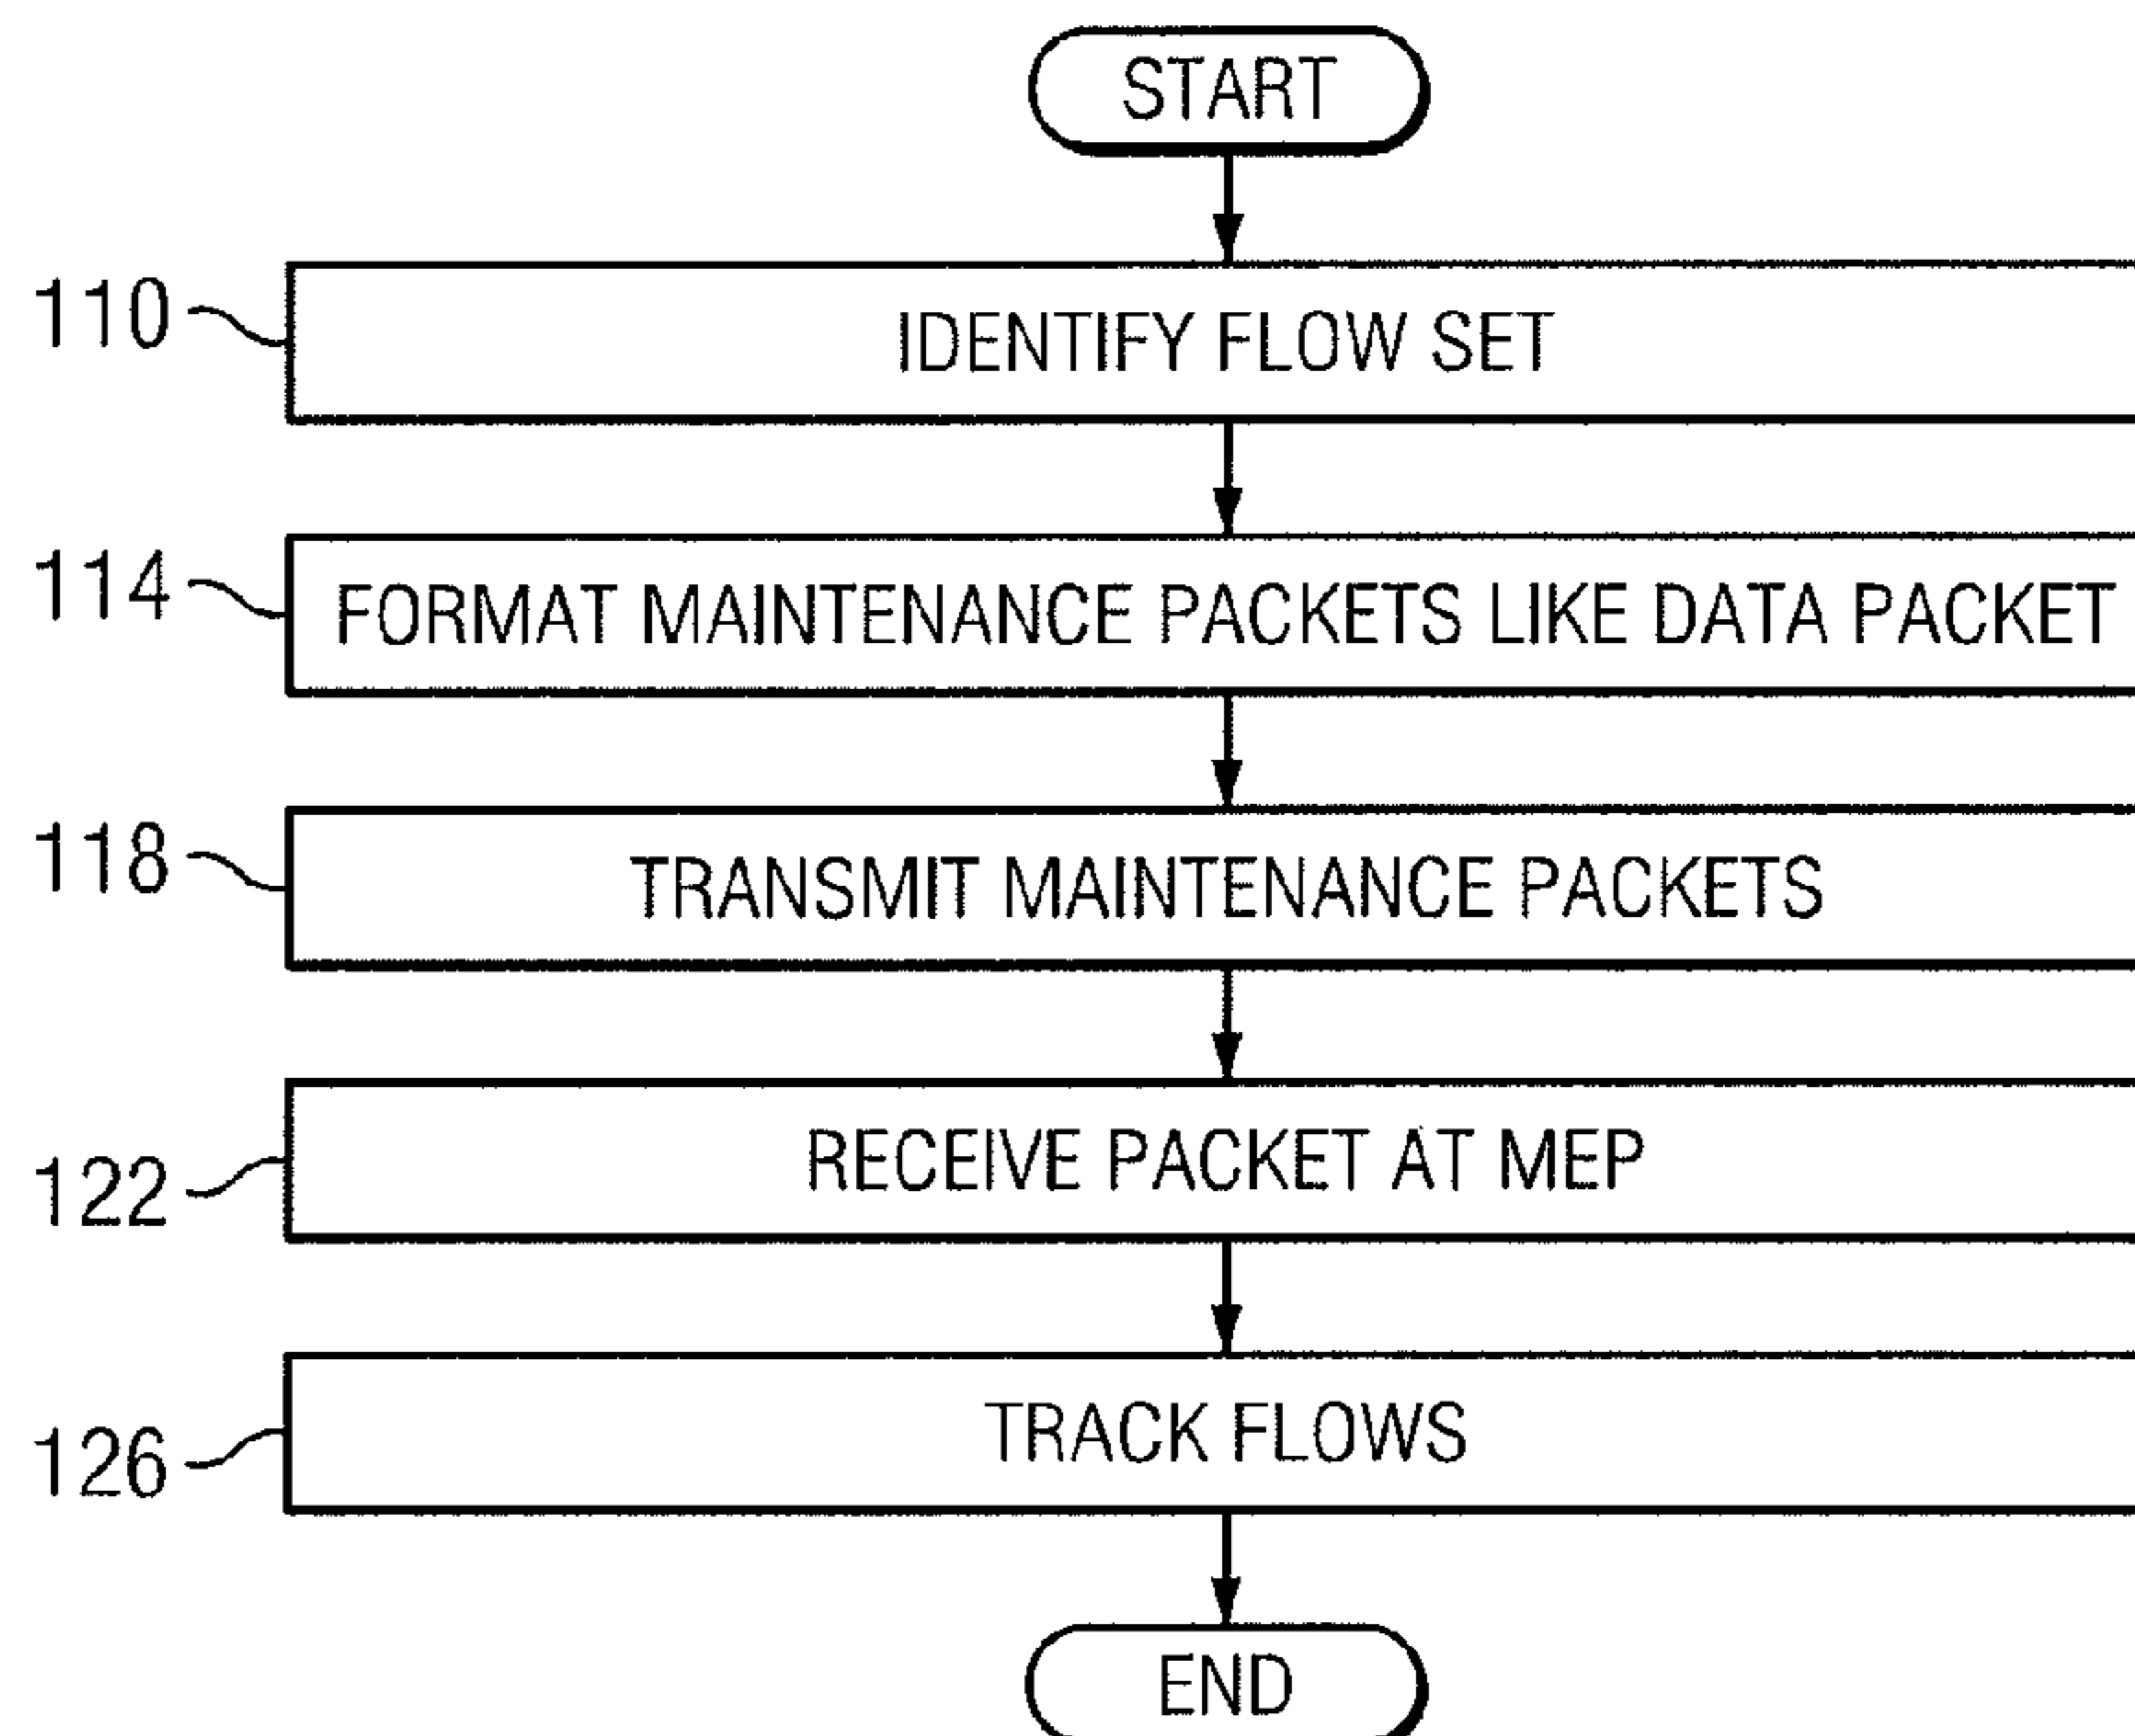 START
110
IDENTIFY FLOW SET
114
FORMAT MAINTENANCE PACKETS LIKE DATA PACKET
118
TRANSMIT MAINTENANCE PACKETS
122
RECEIVE PACKET AT MEP
126
TRACK FLOWS
END